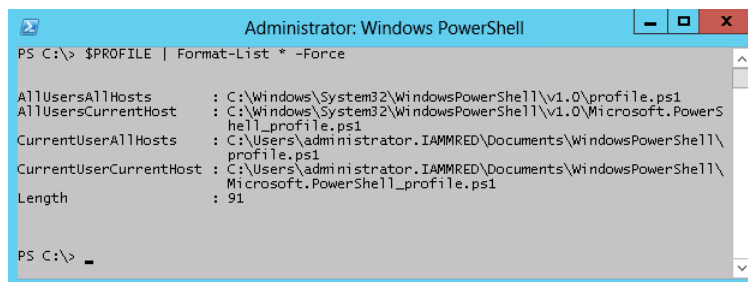 Administrator: Windows PowerShell
PS C:\> $PROFILE | Format-List * -Force
AllUsersAllHosts : C:\Windows\System32\WindowsPowerShell\v1.0\profile.ps1
AllUsersCurrentHost : C:\Windows\System32\WindowsPowerShell\v1.0\Microsoft.PowerS
hell_profile.ps1
CurrentUserAllHosts : C:\Users\administrator.IAMMRED\Documents\WindowsPowerShell\
profile.ps1
CurrentUserCurrentHost : C:\Users\administrator.IAMMRED\Documents\WindowsPowerShell\
Microsoft.PowerShell_profile.ps1
Length : 91
PS C:\> _